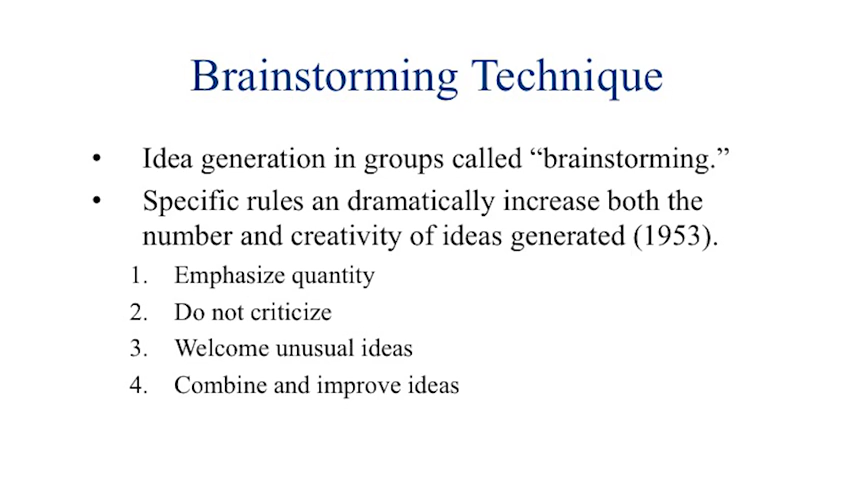 Brainstorming Technique
• Idea generation in groups called “brainstorming.”
• Specific rules an dramatically increase both the
number and creativity of ideas generated (1953).
1. Emphasize quantity
2. Do not criticize
3. Welcome unusual ideas
4. Combine and improve ideas